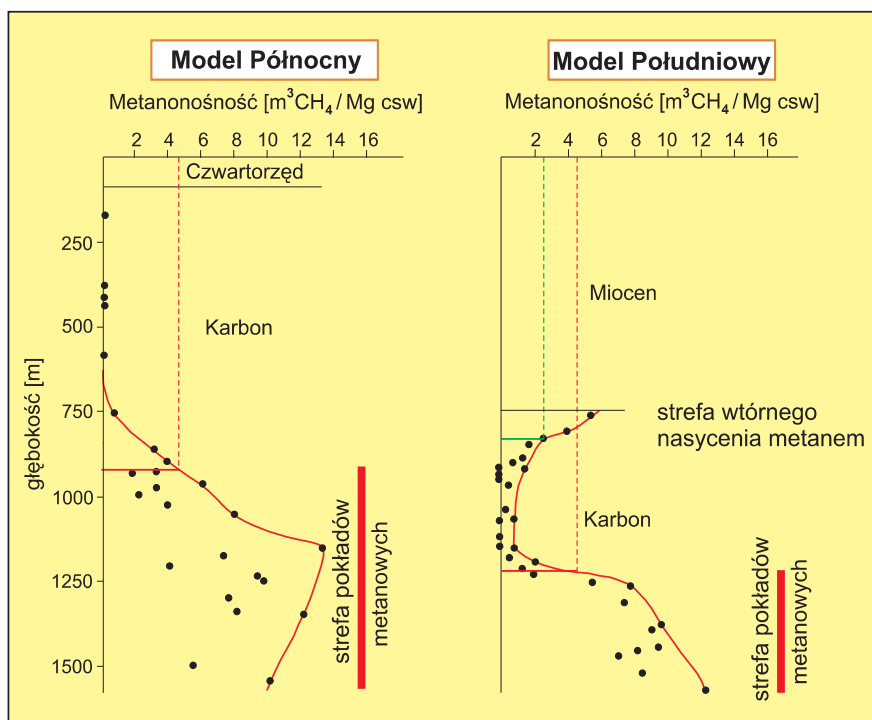 Model Północny
Metanonośność [m³CH₄ / Mg csw]
2 4 6 8 10 12 14 16
Czwartorzęd
250
500
750
1000
1250
1500
głębokość [m]
Karbon
strefa pokładów
metanowych
Model Południowy
Metanonośność [m³CH₄ / Mg csw]
2 4 6 8 10 12 14 16
Miocen
strefa wtórnego
nasycenia metanem
Karbon
strefa pokładów
metanowych